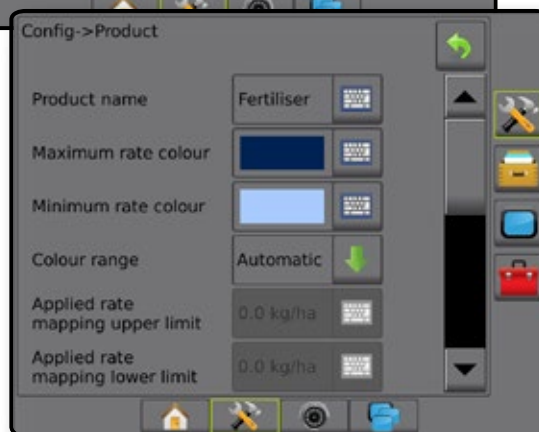 Config->Product
Product name
Fertiliser
Maximum rate colour
Minimum rate colour
Colour range
Automatic
Applied rate
mapping upper limit
0.0 kg/ha
Applied rate
mapping lower limit
0.0 kg/ha